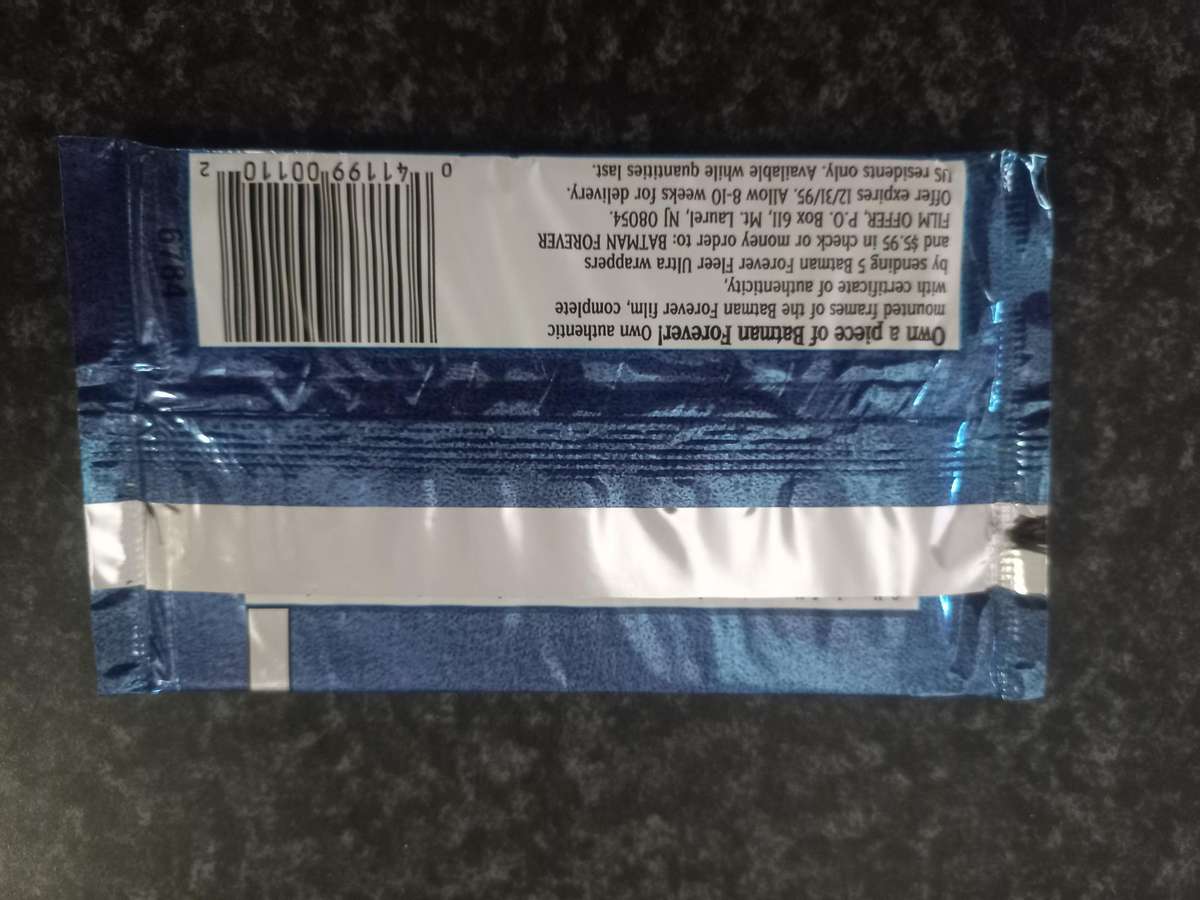 Own a piece of Batman Forever! Own authentic
mounted frames of the Batman Forever film, complete
with certificate of authenticity,
by sending 5 Batman Forever Fleer Ultra wrappers
and $5.95 in check or money order to: BATMAN FOREVER
FILM OFFER, P.O. Box 611, Mt. Laurel, NJ 08054.
Offer expires 12/31/95. Allow 8-10 weeks for delivery.
US residents only. Available while quantities last.
0 41199 00110 2
6784